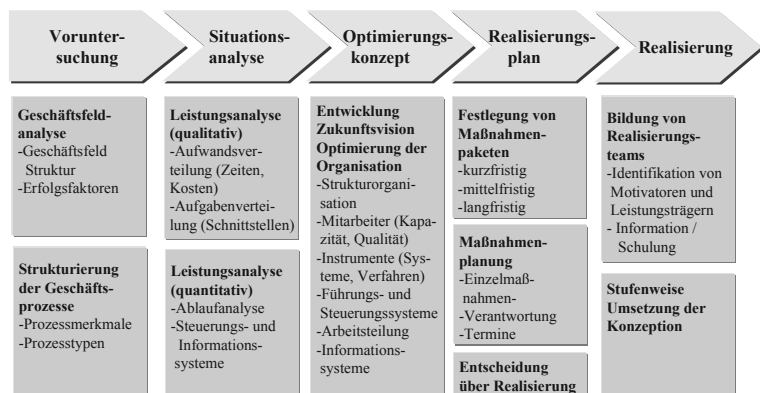 Vorunter-
suchung
Situations-
analyse
Optimierungs-
konzept
Realisierungs-
plan
Realisierung
Geschäftsfeld-
analyse
-Geschäftsfeld
Struktur
-Erfolgsfaktoren
Strukturierung
der Geschäfts-
prozesse
-Prozessmerkmale
-Prozesstypen
Leistungsanalyse
(qualitativ)
-Aufwandsver-
teilung (Zeiten,
Kosten)
-Aufgabenvertei-
lung (Schnittstellen)
Leistungsanalyse
(quantitativ)
-Ablaufanalyse
-Steuerungs- und
Informations-
systeme
Entwicklung
Zukunftsvision
Optimierung der
Organisation
-Strukturorgani-
sation
-Mitarbeiter (Kapa-
zität, Qualität)
-Instrumente (Sys-
teme, Verfahren)
-Führungs- und
Steuerungssysteme
-Arbeitsteilung
-Informations-
systeme
Festlegung von
Maßnahmen-
paketen
-kurzfristig
-mittelfristig
-langfristig
Maßnahmen-
planung
-Einzelmaß-
nahmen-
-Verantwortung
-Termine
Entscheidung
über Realisierung
Bildung von
Realisierungs-
teams
-Identifikation von
Motivatoren und
Leistungsträgern
- Information /
Schulung
Stufenweise
Umsetzung der
Konzeption